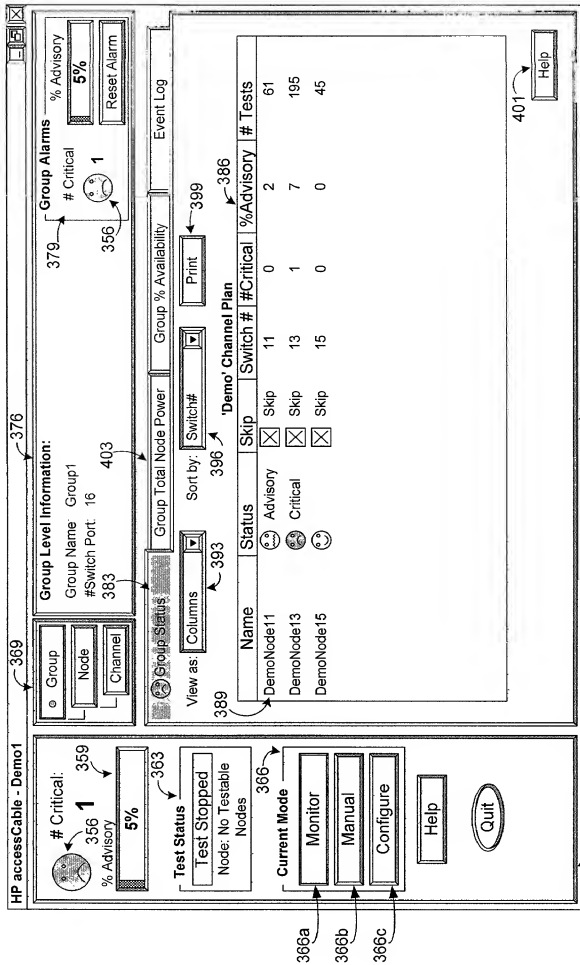 HP accessCable - Demo1
# Critical:
1
356
359
% Advisory
5%
363
Test Status
Test Stopped
Node: No Testable
Nodes
366
Current Mode
Monitor
366a
Manual
366b
Configure
366c
Help
Quit
369
Group
Node
Channel
376
Group Level Information:
Group Name: Group1
#Switch Port: 16
379
Group Alarms
# Critical
% Advisory
1
5%
356
Reset Alarm
383
403
Group Status
Group Total Node Power
Group % Availability
Event Log
View as:
Columns
393
Sort by:
Switch#
396
Print
399
'Demo' Channel Plan
386
389
Name Status Skip Switch # #Critical %Advisory # Tests
DemoNode11 Advisory Skip 11 0 2 61
DemoNode13 Critical Skip 13 1 7 195
DemoNode15 Skip 15 0 0 45
401
Help